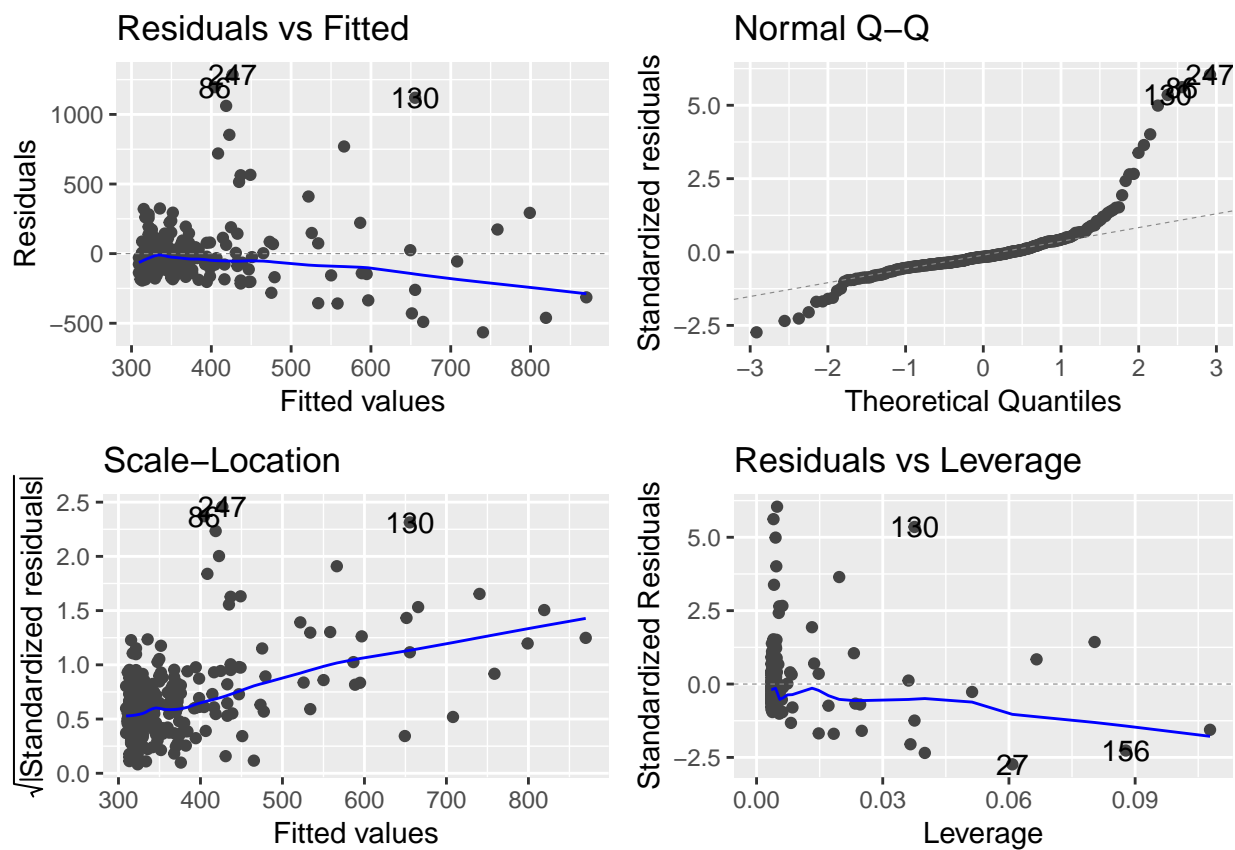 Residuals vs Fitted
247
86
130
1000
500
0
−500
300 400 500 600 700 800
Fitted values
Residuals
Normal Q−Q
247
86
130
5.0
2.5
0.0
−2.5
−3 −2 −1 0 1 2 3
Theoretical Quantiles
Standardized residuals
Scale−Location
247
86
130
2.5
2.0
1.5
1.0
0.5
0.0
300 400 500 600 700 800
Fitted values
√|Standardized residuals|
Residuals vs Leverage
130
5.0
2.5
0.0
−2.5
156
27
0.00 0.03 0.06 0.09
Leverage
Standardized Residuals